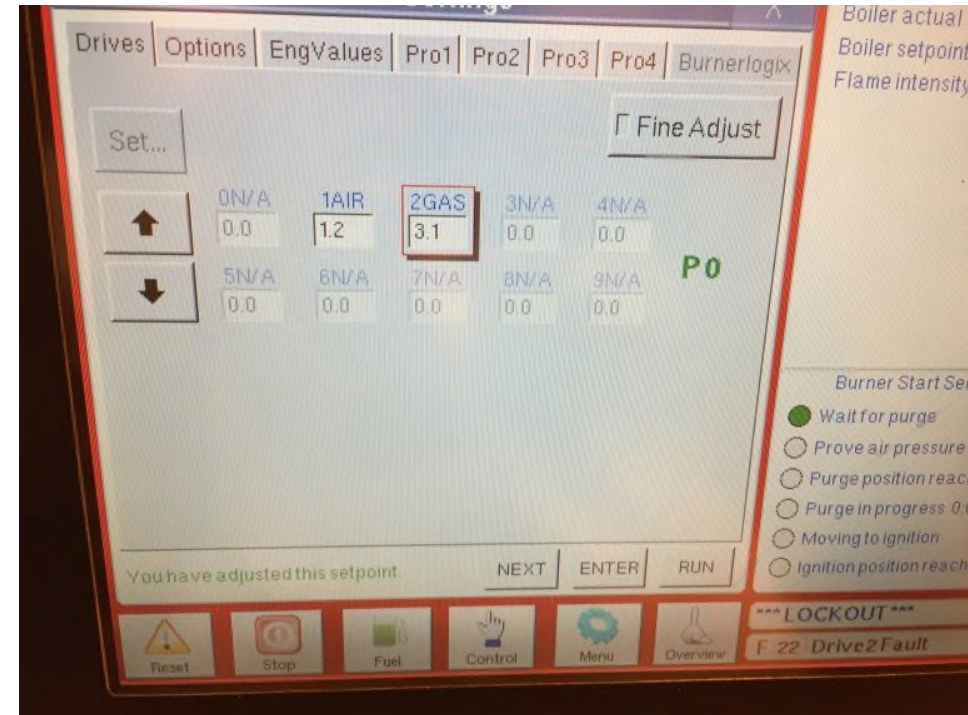 Boiler actual
Drives Options EngValues Pro1 Pro2 Pro3 Pro4 Burnerlogix
Boiler setpoint
Flame intensity
Set...
Fine Adjust
0N/A 1AIR 2GAS 3N/A 4N/A
0.0 1.2 3.1 0.0 0.0
P0
5N/A 6N/A 7N/A 8N/A 9N/A
0.0 0.0 0.0 0.0 0.0
Burner Start Se
Wait for purge
Prove air pressure
Purge position reac
Purge in progress 0:
Moving to ignition
Ignition position reach
You have adjusted this setpoint. NEXT ENTER RUN
***LOCKOUT***
F 22 Drive2Fault
Reset Stop Fuel Control Menu Overview